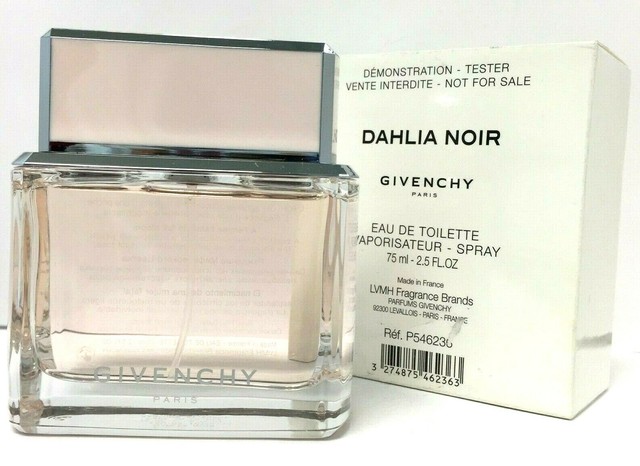 DÉMONSTRATION - TESTER
VENTE INTERDITE - NOT FOR SALE
DAHLIA NOIR
GIVENCHY
PARIS
EAU DE TOILETTE
VAPORISATEUR - SPRAY
75 ml - 2.5 FL.OZ
Made in France
LVMH Fragrance Brands
PARFUMS GIVENCHY
92300 LEVALLOIS - PARIS - FRANCE
Réf. P546236
3 274875 462363
GIVENCHY
PARIS